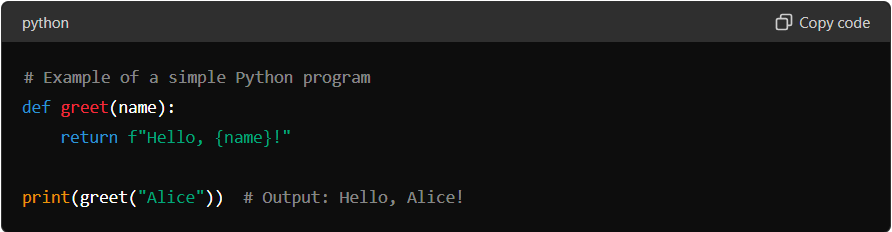 python
Copy code
# Example of a simple Python program
def greet(name):
    return f"Hello, {name}!"
print(greet("Alice"))  # Output: Hello, Alice!